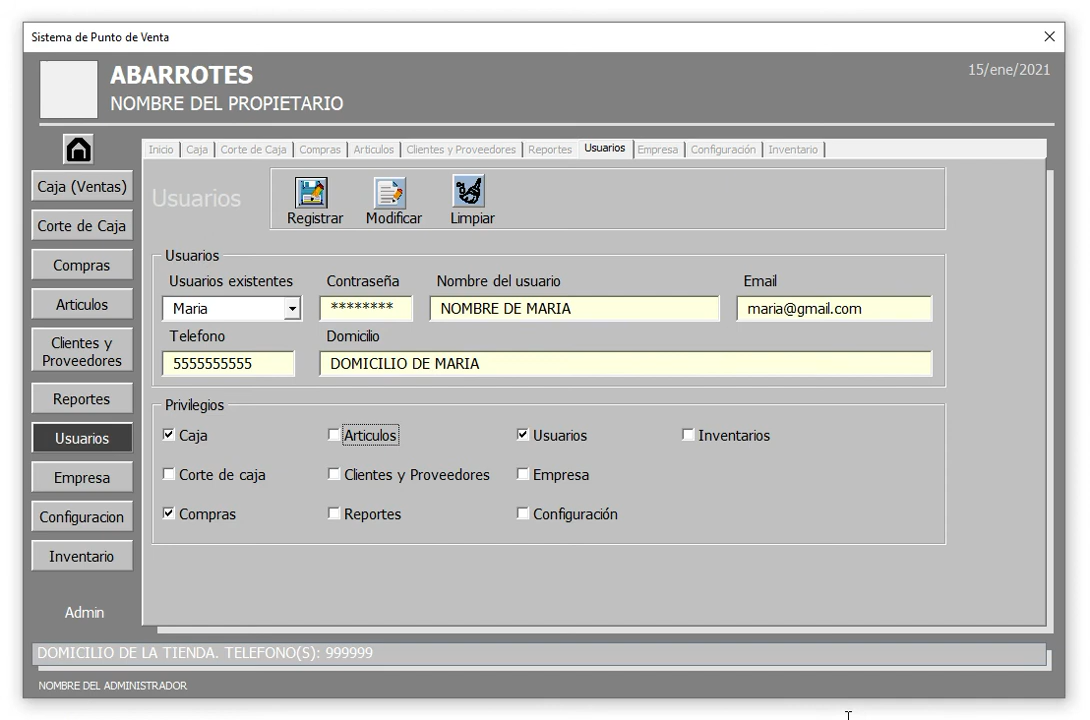 Sistema de Punto de Venta
ABARROTES
15/ene/2021
NOMBRE DEL PROPIETARIO
Inicio Caja Corte de Caja Compras Articulos Clientes y Proveedores Reportes Usuarios Empresa Configuración Inventario
Caja (Ventas)
Corte de Caja
Compras
Articulos
Clientes y
Proveedores
Reportes
Usuarios
Empresa
Configuracion
Inventario
Admin
Usuarios
Registrar Modificar Limpiar
Usuarios
Usuarios existentes Contraseña Nombre del usuario Email
Maria ******** NOMBRE DE MARIA maria@gmail.com
Telefono Domicilio
5555555555 DOMICILIO DE MARIA
Privilegios
Caja Articulos Usuarios Inventarios
Corte de caja Clientes y Proveedores Empresa
Compras Reportes Configuración
DOMICILIO DE LA TIENDA. TELEFONO(S): 999999
NOMBRE DEL ADMINISTRADOR